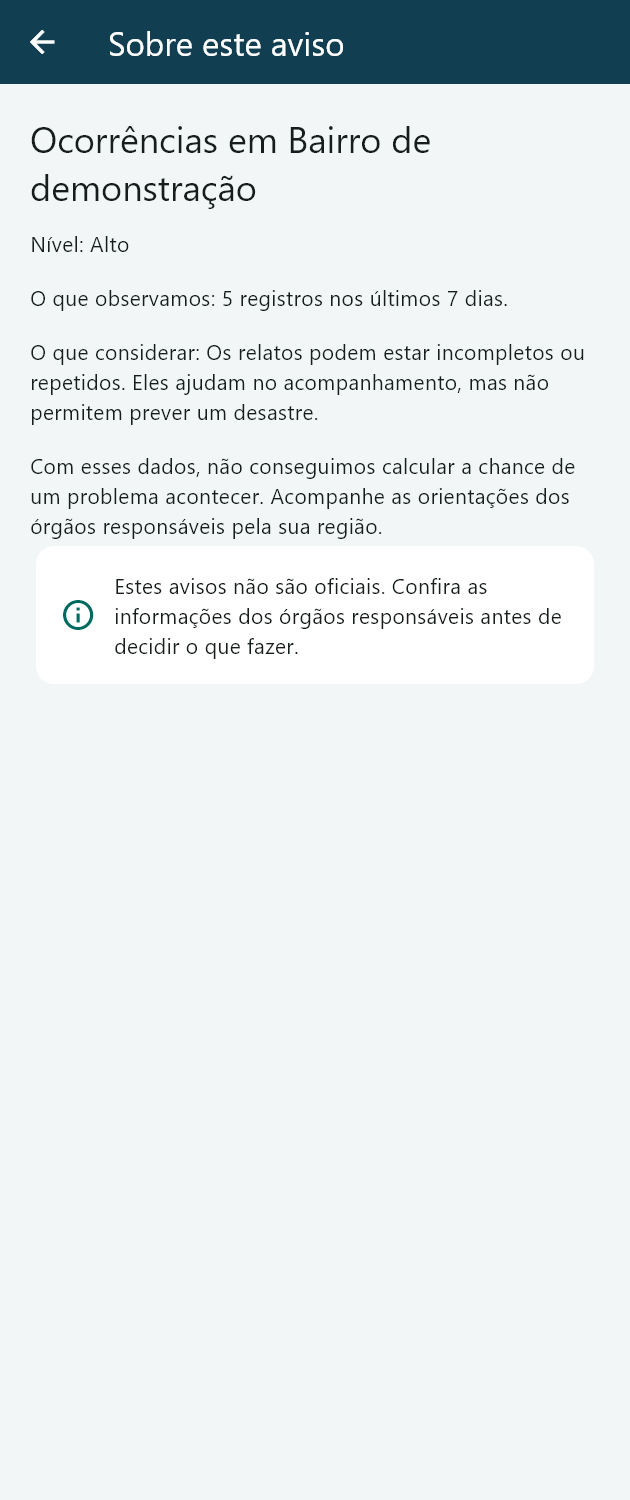 Sobre este aviso
Ocorrências em Bairro de
demonstração
Nível: Alto
O que observamos: 5 registros nos últimos 7 dias.
O que considerar: Os relatos podem estar incompletos ou
repetidos. Eles ajudam no acompanhamento, mas não
permitem prever um desastre.
Com esses dados, não conseguimos calcular a chance de
um problema acontecer. Acompanhe as orientações dos
órgãos responsáveis pela sua região.
Estes avisos não são oficiais. Confira as
informações dos órgãos responsáveis antes de
decidir o que fazer.